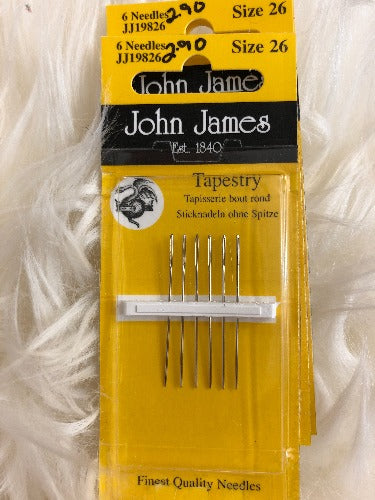 6 Needles 2.90 Size 26
JJ19826
6 Needles 2.90 Size 26
JJ19826
John James
John James
Est. 1840
Tapestry
Tapisserie bout rond
Sticknadeln ohne Spitze
Finest Quality Needles